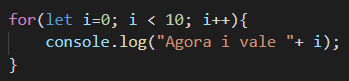 for(let i=0; i < 10; i++){
    console.log("Agora i vale "+ i);
}